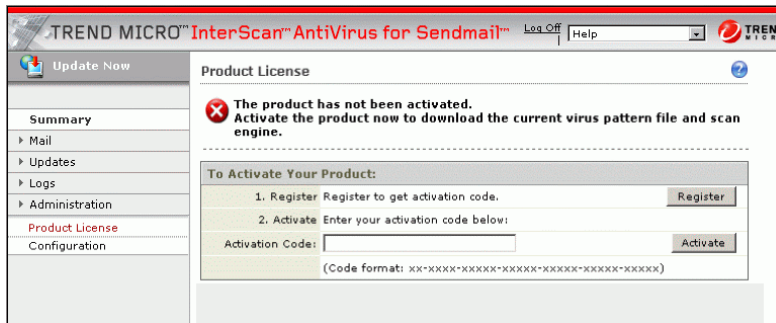 TREND MICRO™ InterScan™ AntiVirus for Sendmail™
Log Off
Help
Update Now
Summary
Mail
Updates
Logs
Administration
Product License
Configuration
Product License
The product has not been activated.
Activate the product now to download the current virus pattern file and scan
engine.
To Activate Your Product:
1. Register Register to get activation code.
Register
2. Activate Enter your activation code below:
Activation Code:
Activate
(Code format: xx-xxxx-xxxxx-xxxxx-xxxxx-xxxxx-xxxxx)